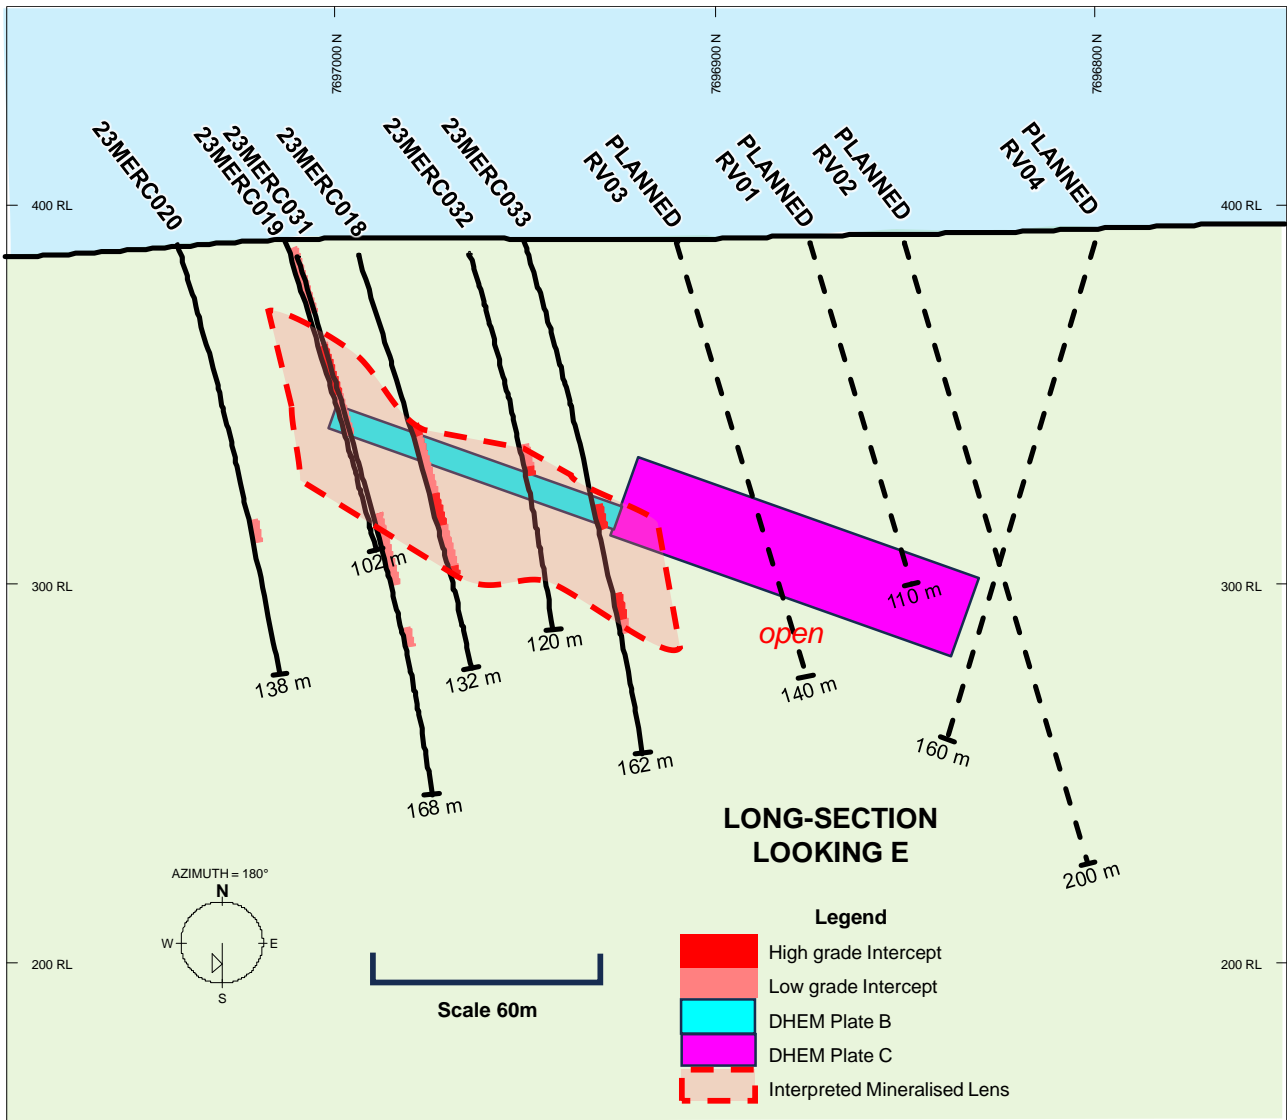 7697000 N
7696900 N
7696800 N
23MERC020
23MERC019
23MERC031
23MERC018
23MERC032
23MERC033
PLANNED
RV03
PLANNED
RV01
PLANNED
RV02
PLANNED
RV04
400 RL
400 RL
300 RL
300 RL
102 m
110 m
open
120 m
132 m
138 m
140 m
160 m
162 m
168 m
LONG-SECTION
LOOKING E
200 m
AZIMUTH = 180°
N
W
E
S
200 RL
200 RL
Scale 60m
Legend
High grade Intercept
Low grade Intercept
DHEM Plate B
DHEM Plate C
Interpreted Mineralised Lens